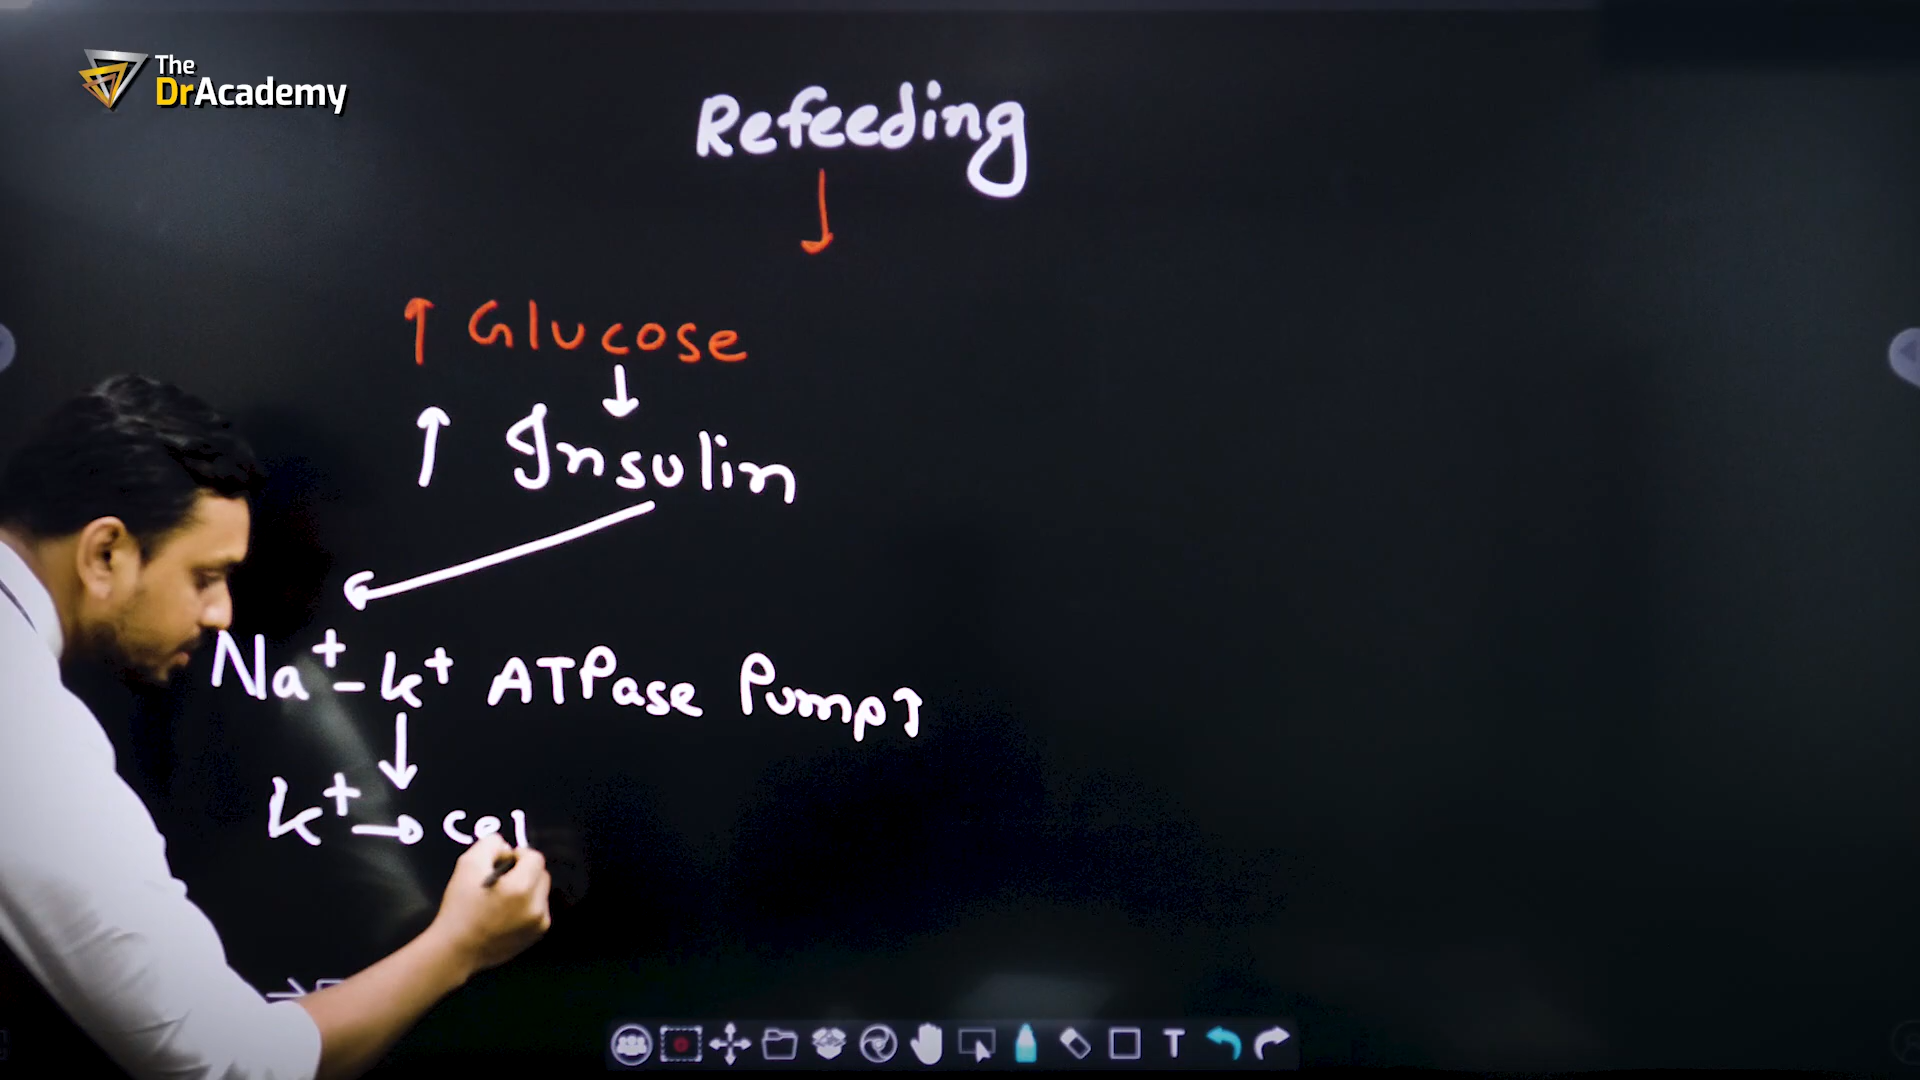 The
DrAcademy
Refeeding
↓
↑ Glucose
↓
↑ Insulin
Na⁺-K⁺ ATPase Pump↑
↓
K⁺→ cel
T